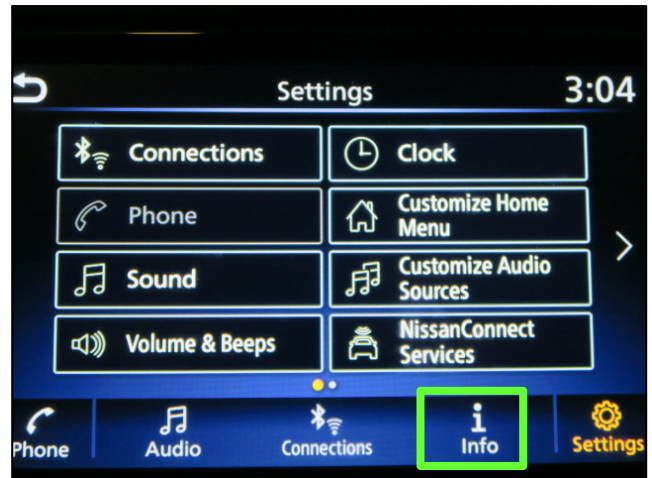 Settings
3:04
Connections
Clock
Phone
Customize Home
Menu
Sound
Customize Audio
Sources
Volume & Beeps
NissanConnect
Services
Phone
Audio
Connections
Info
Settings